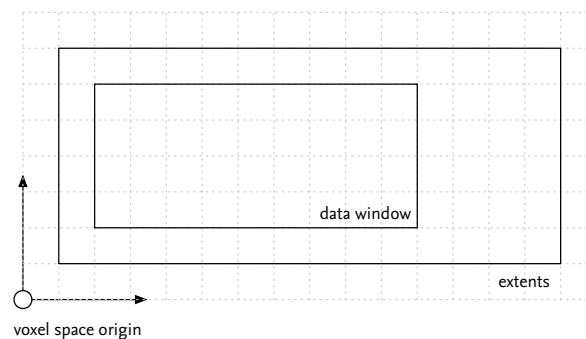 data window
extents
voxel space origin